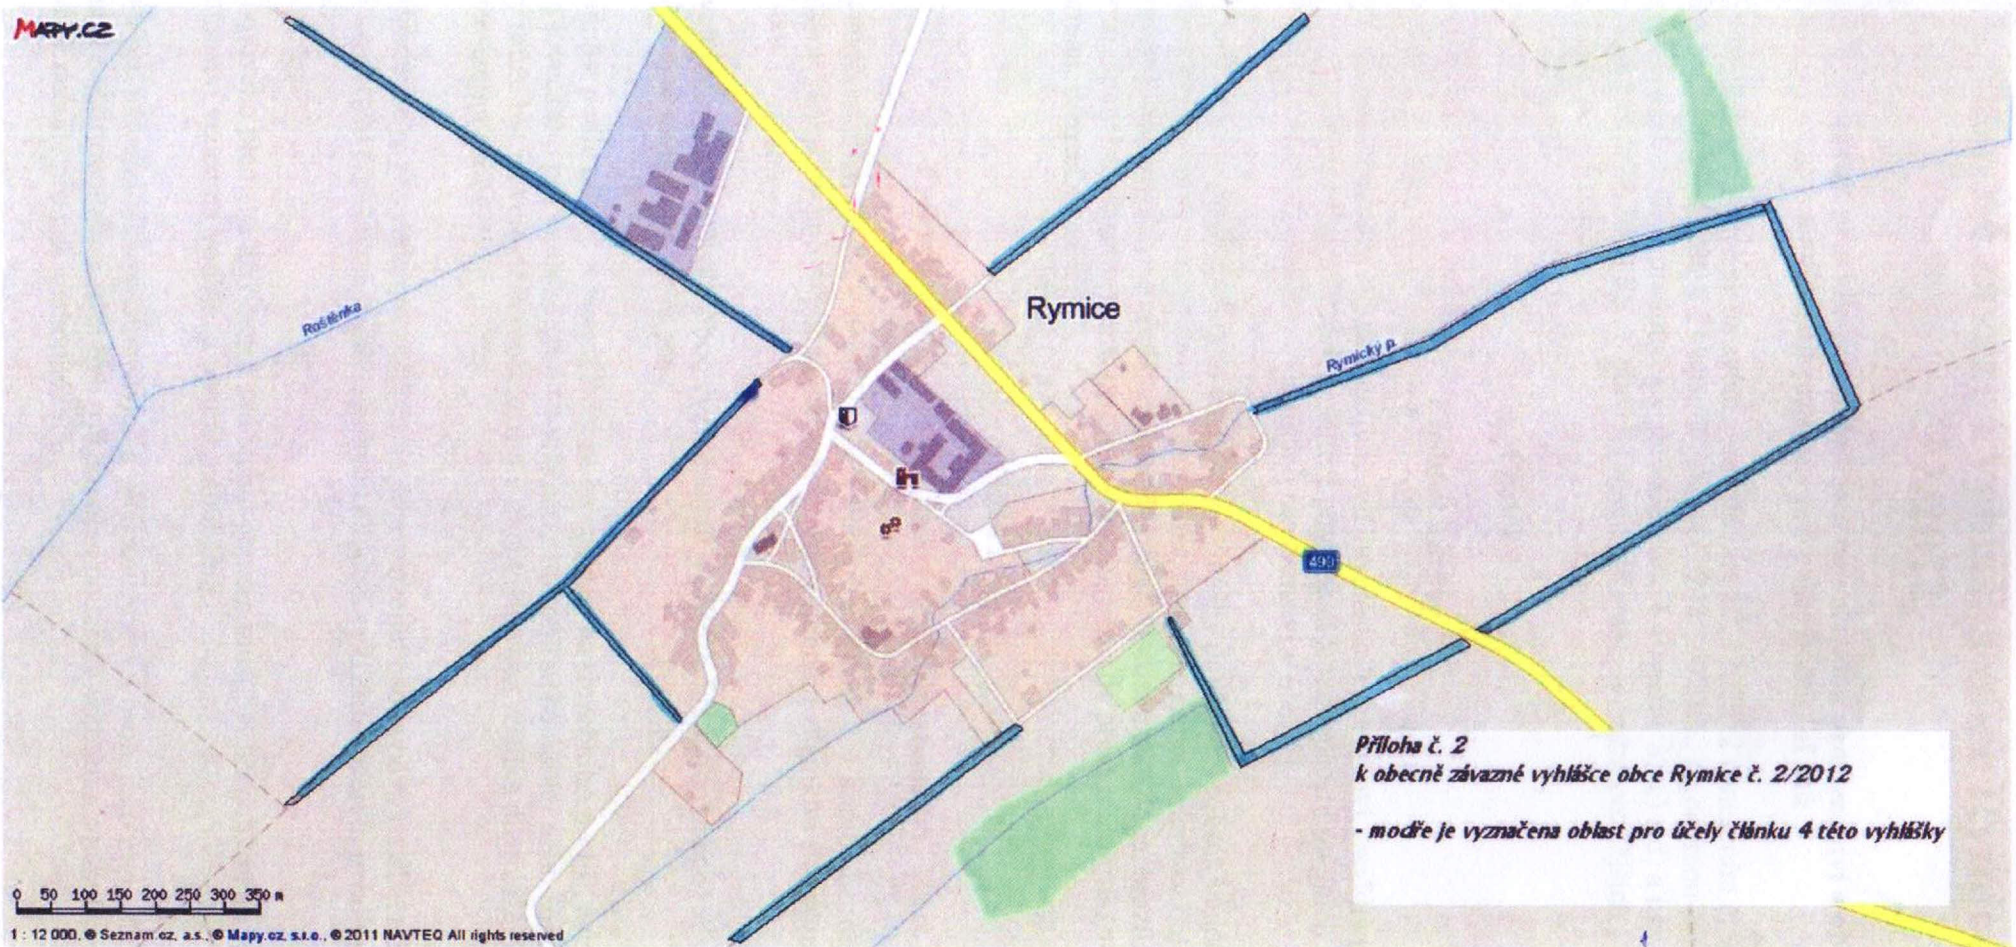 MAPY.CZ
Rymice
Roštěnka
Rymický p.
Příloha č. 2
k obecně závazné vyhlášce obce Rymice č. 2/2012
- modře je vyznačena oblast pro účely článku 4 této vyhlášky
0 50 100 150 200 250 300 350 m
1 : 12 000, © Seznam.cz, a.s., © Mapy.cz, s.r.o., © 2011 NAVTEQ All rights reserved